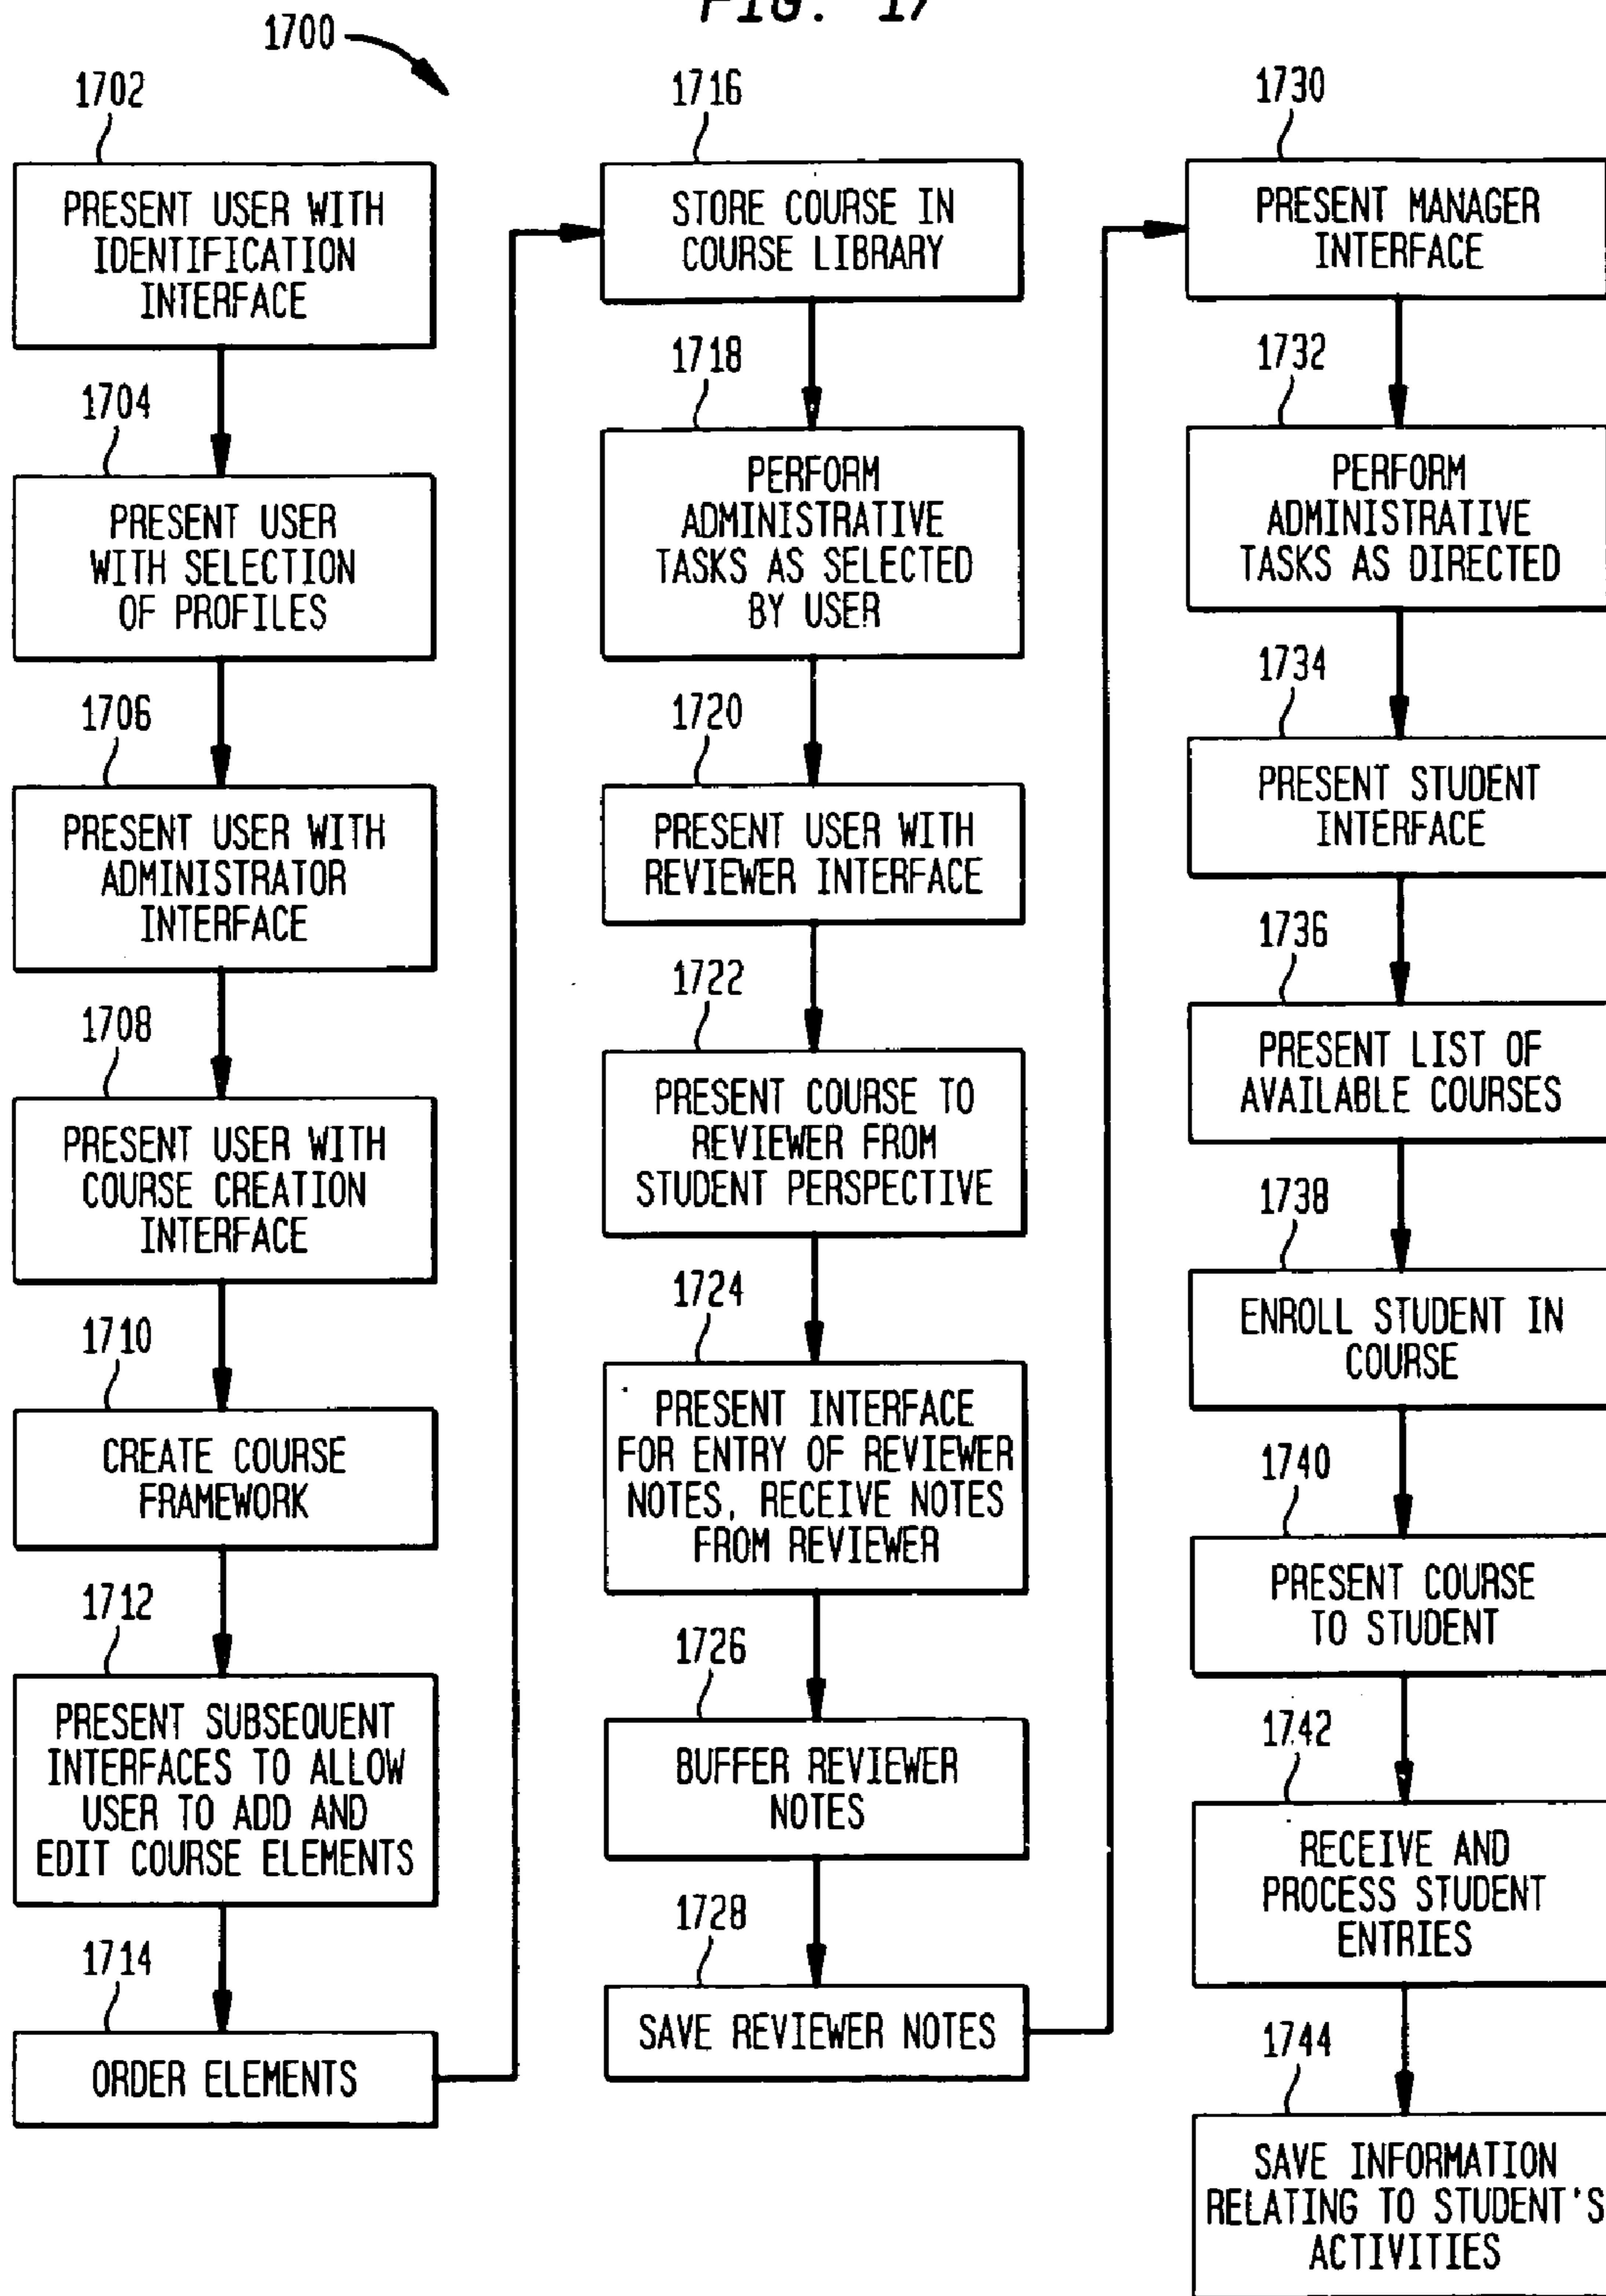 FIG. 17
1700
1702
PRESENT USER WITH
IDENTIFICATION
INTERFACE
1704
PRESENT USER
WITH SELECTION
OF PROFILES
1706
PRESENT USER WITH
ADMINISTRATOR
INTERFACE
1708
PRESENT USER WITH
COURSE CREATION
INTERFACE
1710
CREATE COURSE
FRAMEWORK
1712
PRESENT SUBSEQUENT
INTERFACES TO ALLOW
USER TO ADD AND
EDIT COURSE ELEMENTS
1714
ORDER ELEMENTS
1716
STORE COURSE IN
COURSE LIBRARY
1718
PERFORM
ADMINISTRATIVE
TASKS AS SELECTED
BY USER
1720
PRESENT USER WITH
REVIEWER INTERFACE
1722
PRESENT COURSE TO
REVIEWER FROM
STUDENT PERSPECTIVE
1724
PRESENT INTERFACE
FOR ENTRY OF REVIEWER
NOTES, RECEIVE NOTES
FROM REVIEWER
1726
BUFFER REVIEWER
NOTES
1728
SAVE REVIEWER NOTES
1730
PRESENT MANAGER
INTERFACE
1732
PERFORM
ADMINISTRATIVE
TASKS AS DIRECTED
1734
PRESENT STUDENT
INTERFACE
1736
PRESENT LIST OF
AVAILABLE COURSES
1738
ENROLL STUDENT IN
COURSE
1740
PRESENT COURSE
TO STUDENT
1742
RECEIVE AND
PROCESS STUDENT
ENTRIES
1744
SAVE INFORMATION
RELATING TO STUDENT'S
ACTIVITIES